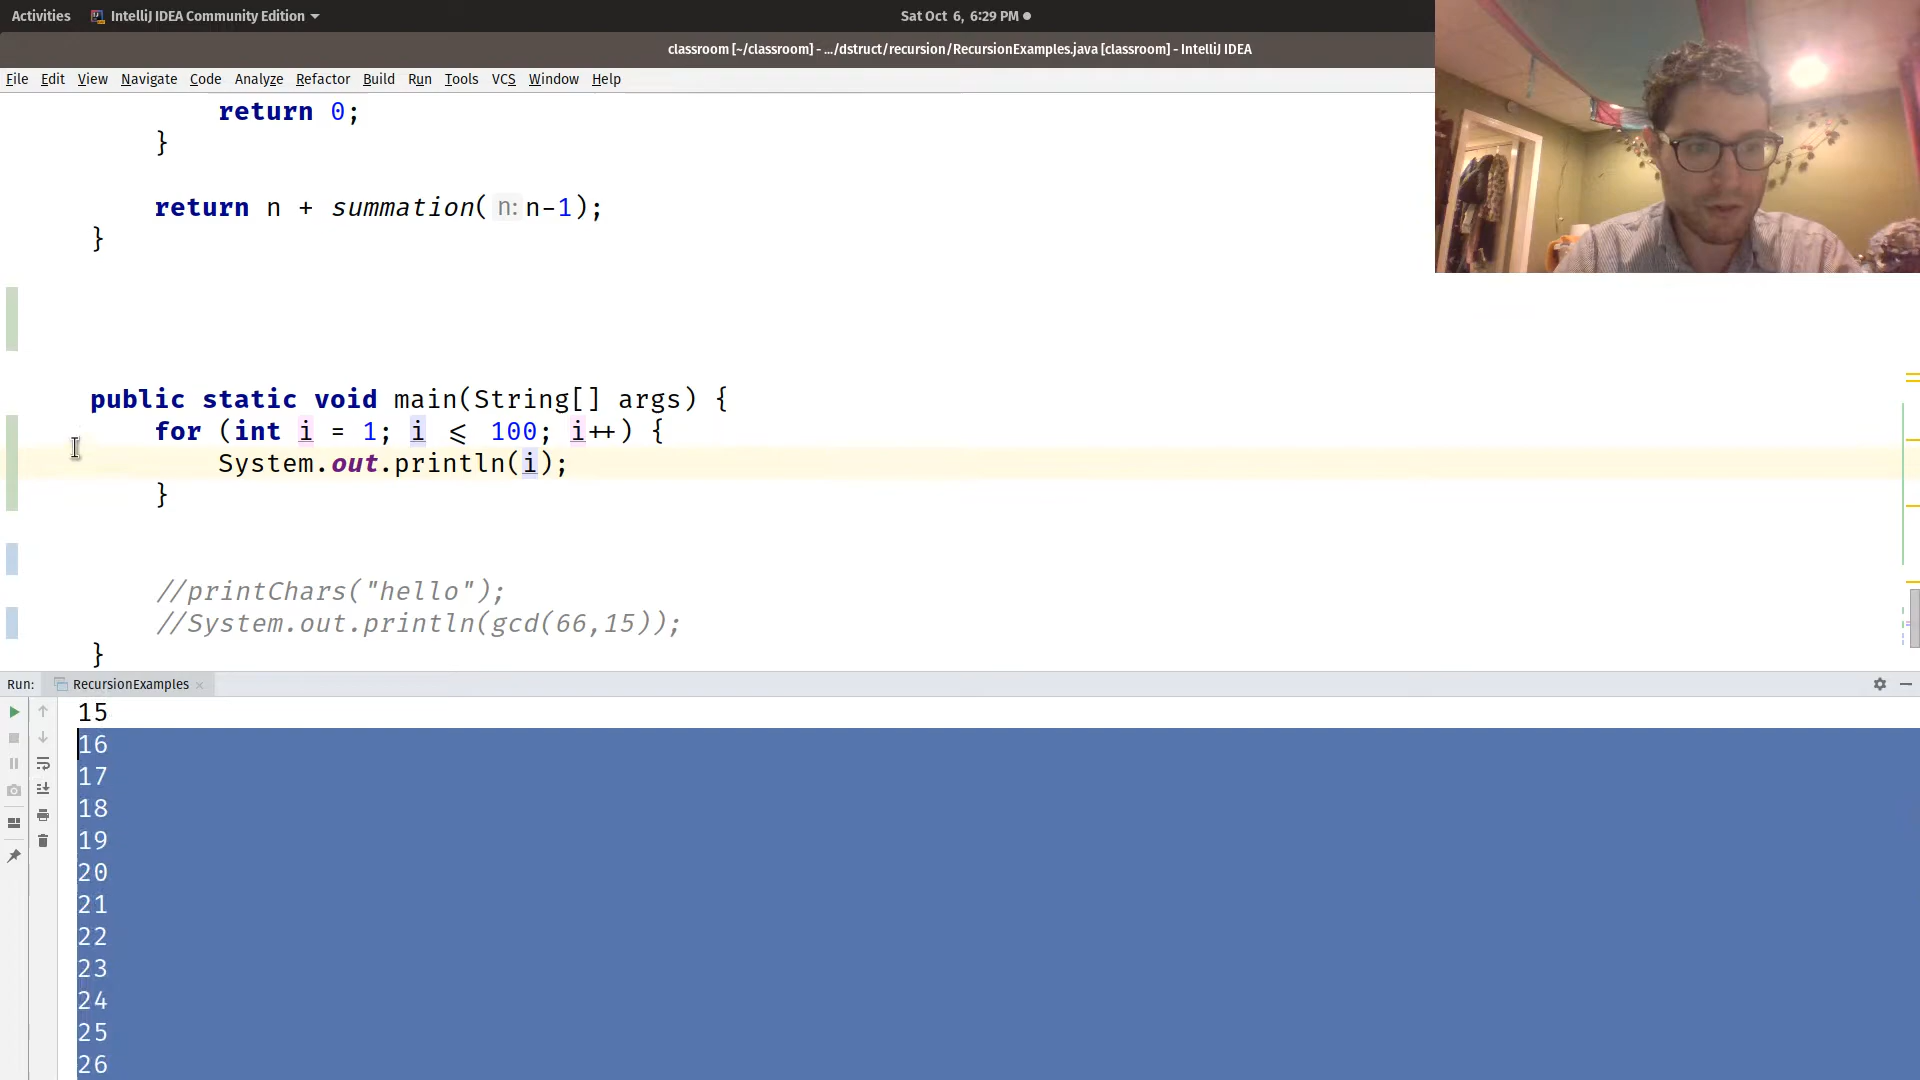 Activities IntelliJ IDEA Community Edition Sat Oct 6, 6:29 PM
classroom [~/classroom] - .../dstruct/recursion/RecursionExamples.java [classroom] - IntelliJ IDEA
File Edit View Navigate Code Analyze Refactor Build Run Tools VCS Window Help
return 0;
}
return n + summation( n: n-1);
}
public static void main(String[] args) {
for (int i = 1; i ≤ 100; i++) {
System.out.println(i);
}
//printChars("hello");
//System.out.println(gcd(66,15));
}
Run: RecursionExamples
15
16
17
18
19
20
21
22
23
24
25
26